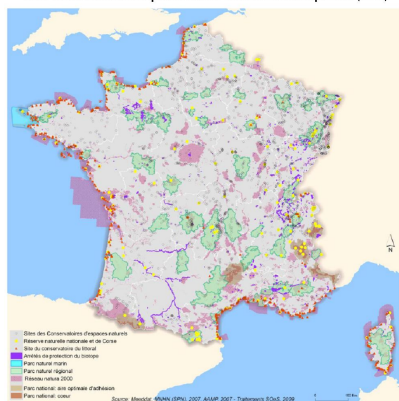 Sites des Conservatoires d'espaces naturels
Réserve naturelle nationale et de Corse
Site du conservatoire du littoral
Arrêtés de protection du biotope
Parc naturel marin
Parc naturel régional
Réseau natura 2000
Parc national: aire optimale d'adhésion
Parc national: coeur
N
Source: Meeddat, MNHN (SPN), 2007, AAMP, 2007 - Traitements SOeS, 2009